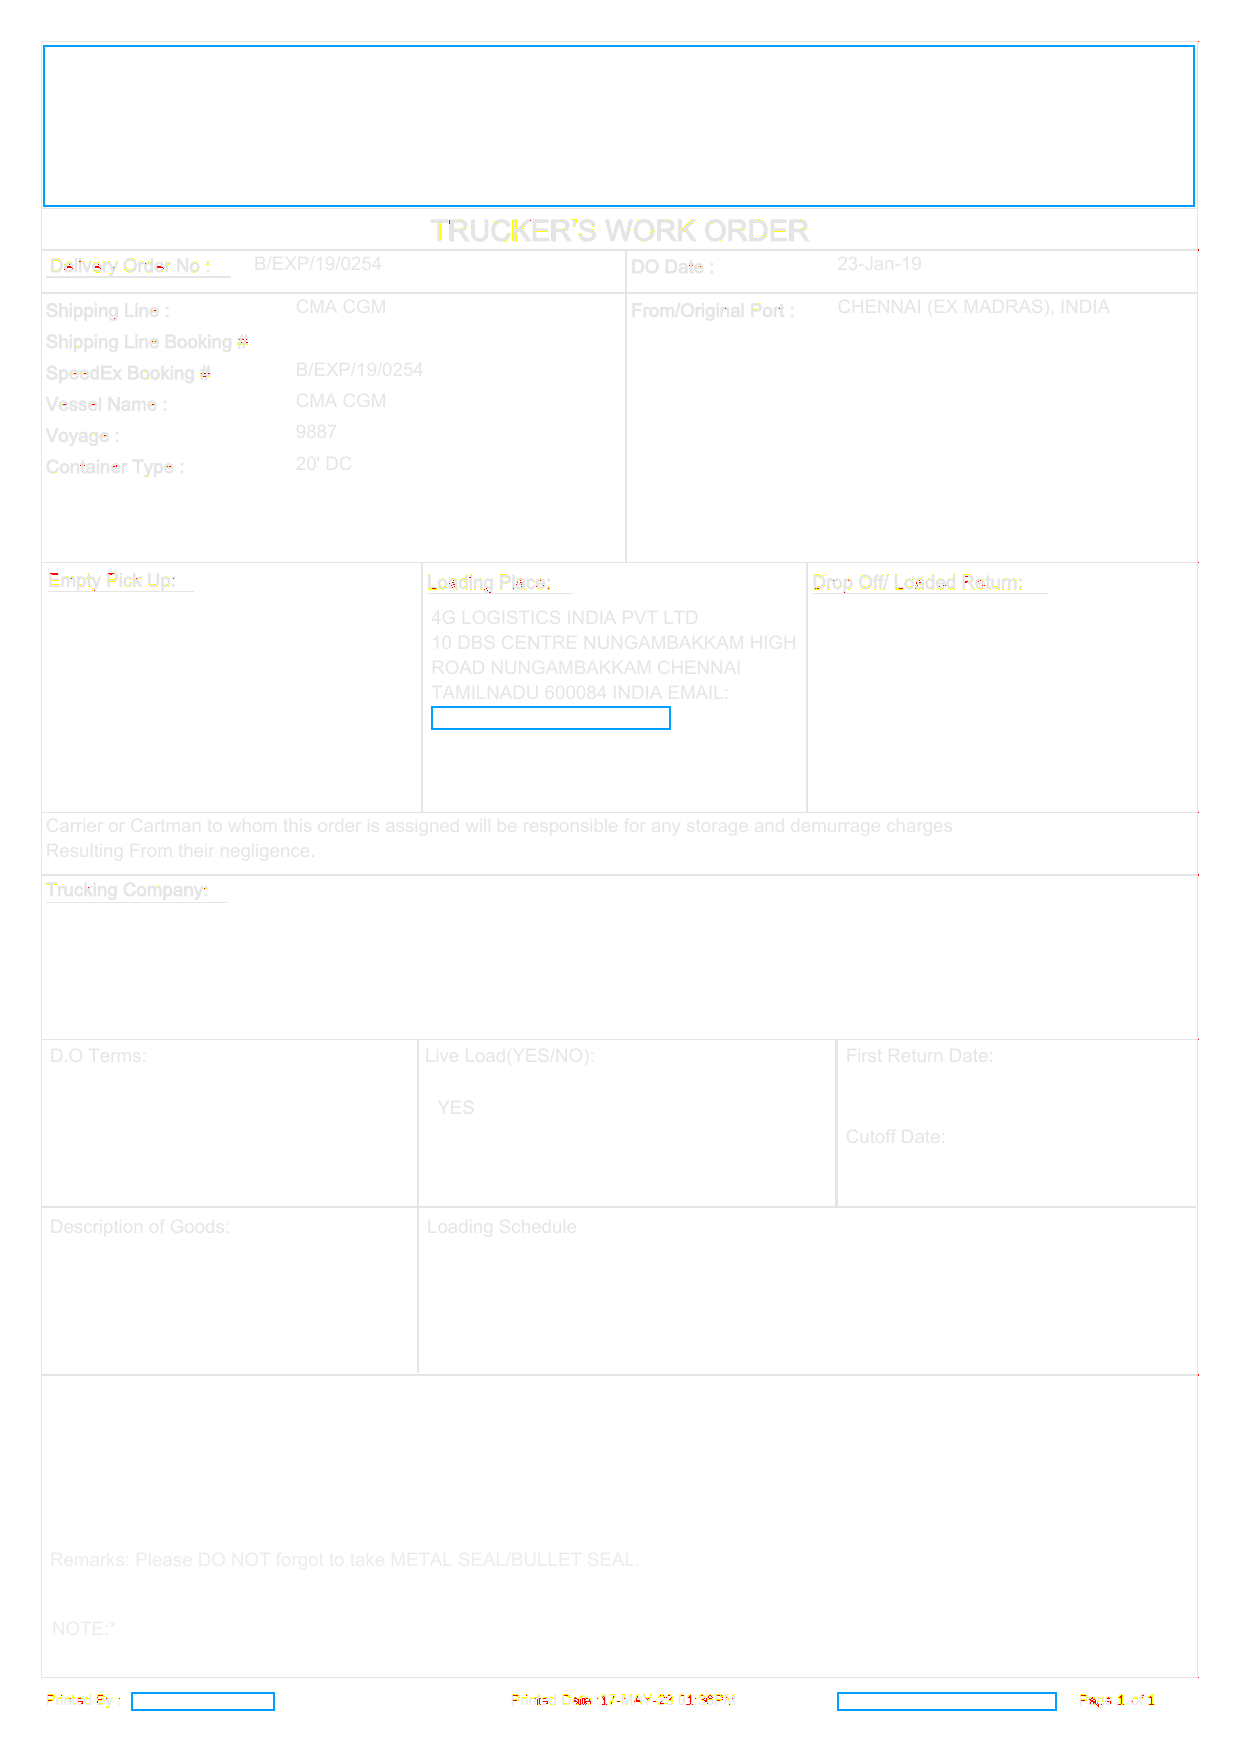 TRUCKER'S WORK ORDER
Delivery Order No : B/EXP/19/0254 DO Date : 23-Jan-19
Shipping Line : CMA CGM From/Original Port : CHENNAI (EX MADRAS), INDIA
Shipping Line Booking #
SpeedEx Booking # B/EXP/19/0254
Vessel Name : CMA CGM
Voyage : 9887
Container Type : 20' DC
Empty Pick Up: Loading Place: Drop Off/ Loaded Return:
4G LOGISTICS INDIA PVT LTD
10 DBS CENTRE NUNGAMBAKKAM HIGH
ROAD NUNGAMBAKKAM CHENNAI
TAMILNADU 600084 INDIA EMAIL:
Carrier or Cartman to whom this order is assigned will be responsible for any storage and demurrage charges
Resulting From their negligence.
Trucking Company:
D.O Terms: Live Load(YES/NO): First Return Date:
YES
Cutoff Date:
Description of Goods: Loading Schedule
Remarks: Please DO NOT forgot to take METAL SEAL/BULLET SEAL.
NOTE:*
Printed By : Printed Date Page 1 of 1